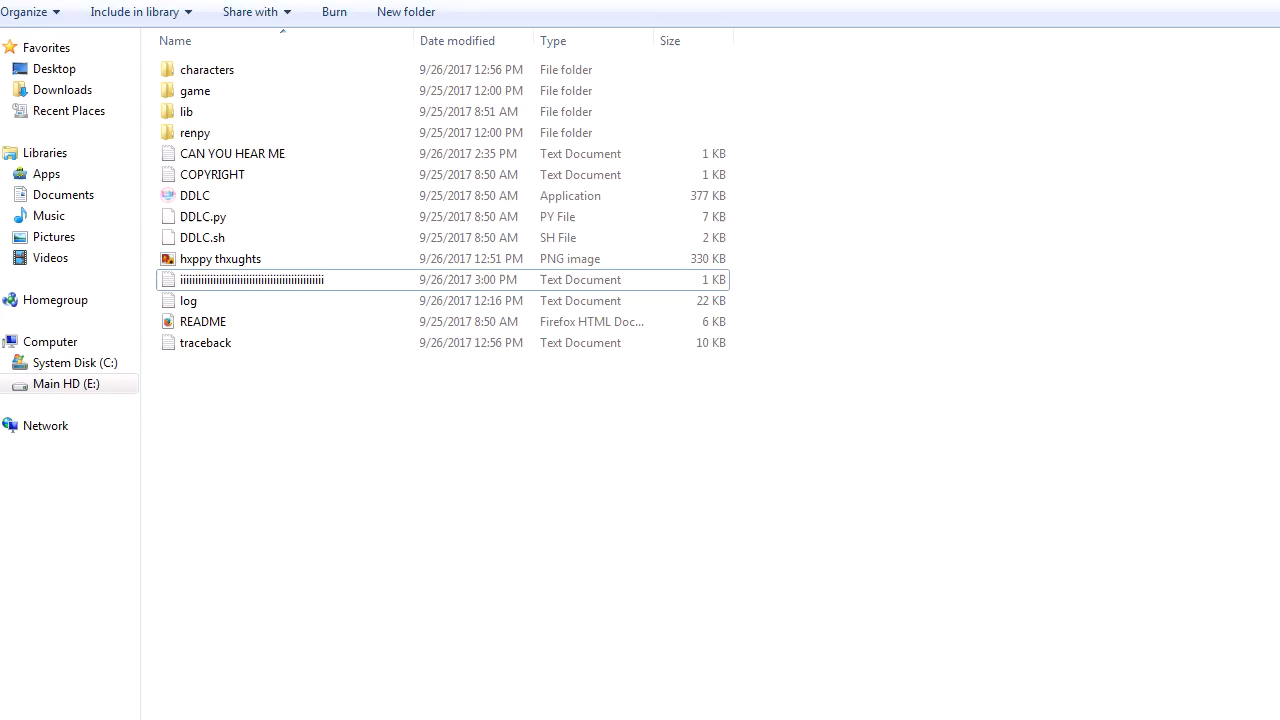 Organize Include in library Share with Burn New folder
Name Date modified Type Size
Favorites
Desktop
Downloads
Recent Places
Libraries
Apps
Documents
Music
Pictures
Videos
Homegroup
Computer
System Disk (C:)
Main HD (E:)
Network
characters 9/26/2017 12:56 PM File folder
game 9/25/2017 12:00 PM File folder
lib 9/25/2017 8:51 AM File folder
renpy 9/25/2017 12:00 PM File folder
CAN YOU HEAR ME 9/26/2017 2:35 PM Text Document 1 KB
COPYRIGHT 9/25/2017 8:50 AM Text Document 1 KB
DDLC 9/25/2017 8:50 AM Application 377 KB
DDLC.py 9/25/2017 8:50 AM PY File 7 KB
DDLC.sh 9/25/2017 8:50 AM SH File 2 KB
hxppy thxughts 9/26/2017 12:51 PM PNG image 330 KB
9/26/2017 3:00 PM Text Document 1 KB
log 9/26/2017 12:16 PM Text Document 22 KB
README 9/25/2017 8:50 AM Firefox HTML Doc... 6 KB
traceback 9/26/2017 12:56 PM Text Document 10 KB